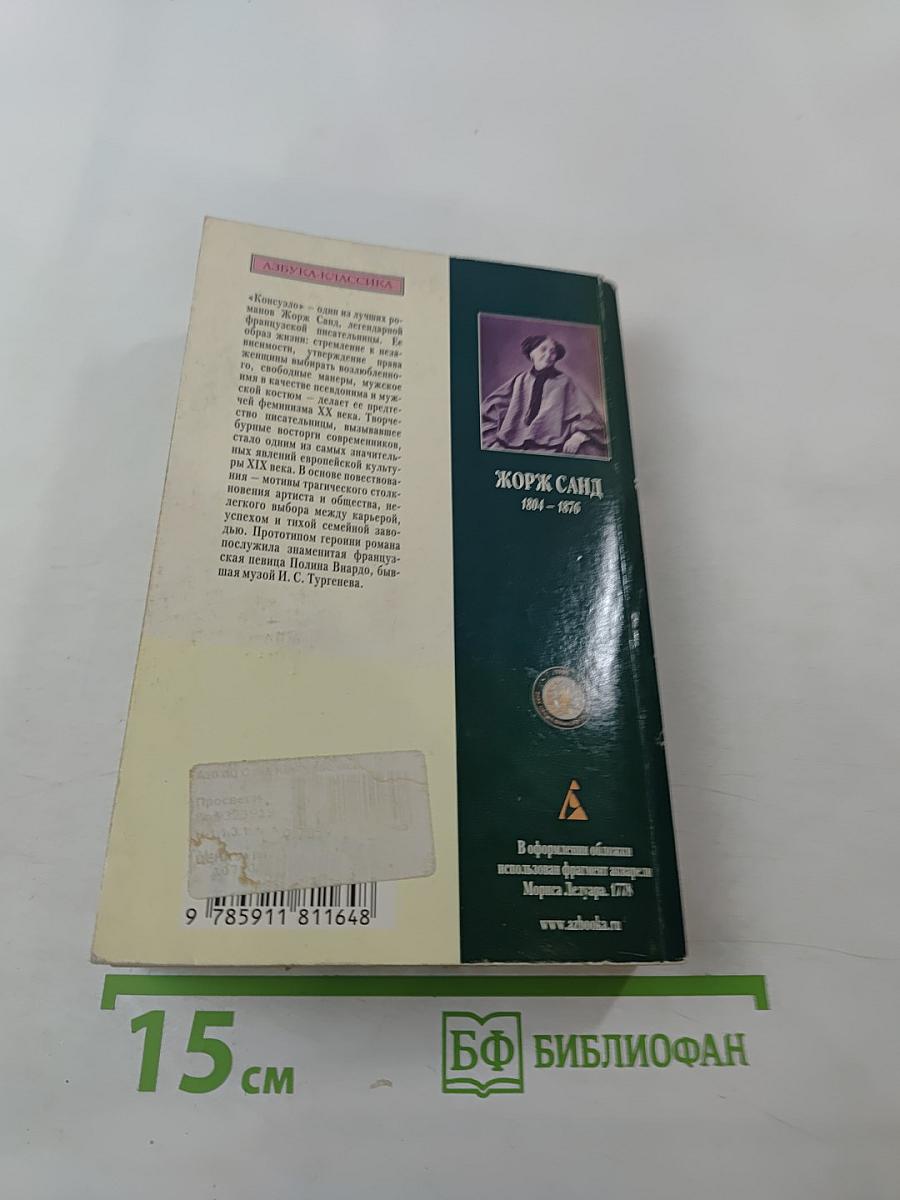 АЗБУКА-КЛАССИКА
«Консуэло» — один из лучших ро-
манов Жорж Санд, легендарной
французской писательницы. Ее
образ жизни: стремление к неза-
висимости, утверждение права
женщины выбирать возлюбленно-
го, свободные манеры, мужское
имя в качестве псевдонима и муж-
ской костюм — делает ее предте-
чей феминизма XX века. Творче-
ство писательницы, вызывавшее
бурные восторги современников,
стало одним из самых значитель-
ных явлений европейской культу-
ры XIX века. В основе повествова-
ния — мотивы трагического столк-
новения артиста и общества, не-
легкого выбора между карьерой,
успехом и тихой семейной заво-
дью. Прототипом героини романа
послужила знаменитая француз-
ская певица Полина Виардо, быв-
шая музой И. С. Тургенева.
ЖОРЖ САНД
1804 – 1876
В оформлении обложки
использован фрагмент акварели
Мориса Лелуара. 1778
www.azbooka.ru
Просвети
9 785911 811648
15 см
БФ БИБЛИОФАН